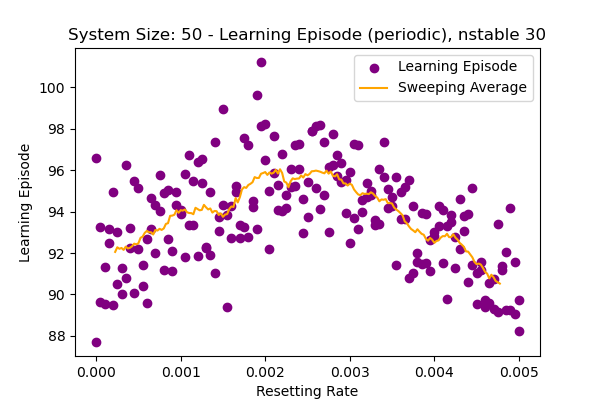 System Size: 50 - Learning Episode (periodic), nstable 30
Learning Episode
Sweeping Average
100
98
96
94
92
90
88
Learning Episode
0.000
0.001
0.002
0.003
0.004
0.005
Resetting Rate